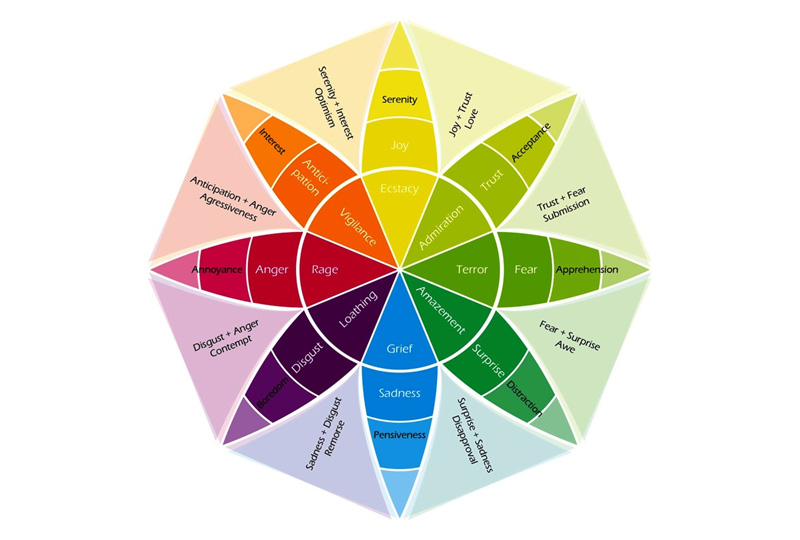 Serenity + Interest
Optimism
Serenity
Joy
Ecstacy
Joy + Trust
Love
Acceptance
Trust
Admiration
Trust + Fear
Submission
Interest
Antici-
pation
Vigilance
Anticipation + Anger
Agressiveness
Annoyance
Anger
Rage
Terror
Fear
Apprehension
Disgust + Anger
Contempt
Boredom
Disgust
Loathing
Amazement
Surprise
Distraction
Fear + Surprise
Awe
Grief
Sadness
Pensiveness
Sadness + Disgust
Remorse
Surprise + Sadness
Disapproval